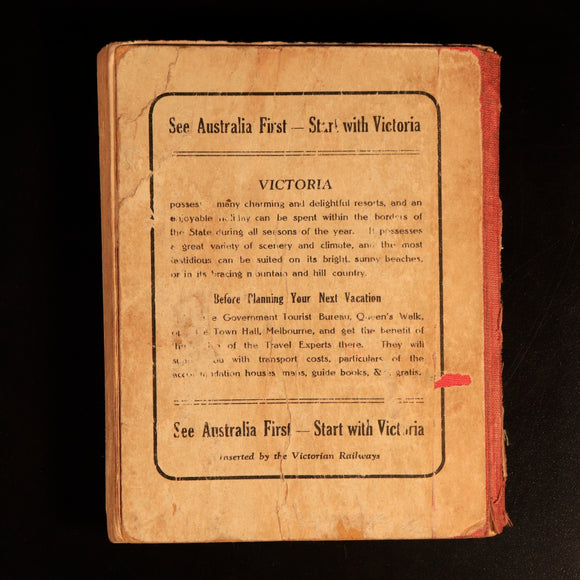 See Australia First — Start with Victoria
VICTORIA
possess many charming and delightful resorts, and an
enjoyable holiday can be spent within the borders of
the State during all seasons of the year. It possesses
a great variety of scenery and climate, and the most
fastidious can be suited on its bright, sunny beaches,
or in its bracing mountain and hill country.
Before Planning Your Next Vacation
Government Tourist Bureau, Queen's Walk,
Town Hall, Melbourne, and get the benefit of
of the Travel Experts there. They will
you with transport costs, particulars of the
accommodation houses, maps, guide books, &c., gratis.
See Australia First — Start with Victoria
Inserted by the Victorian Railways